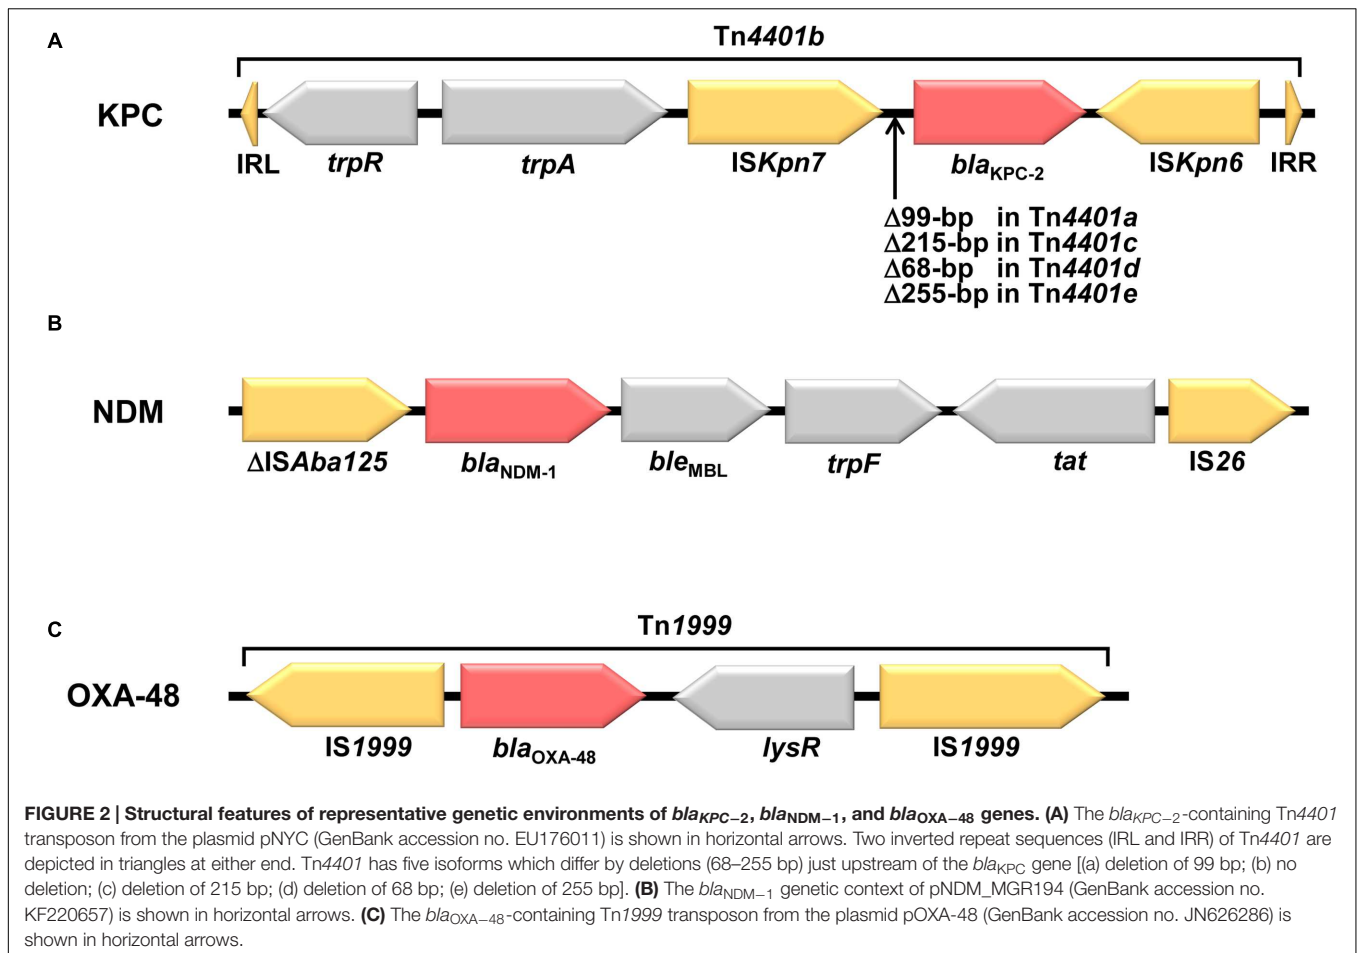 A
Tn4401b
KPC
IRL
trpR
trpA
ISKpn7
blaKPC-2
ISKpn6
IRR
Δ99-bp in Tn4401a
Δ215-bp in Tn4401c
Δ68-bp in Tn4401d
Δ255-bp in Tn4401e
B
NDM
ΔISAba125
blaNDM-1
bleMBL
trpF
tat
IS26
C
Tn1999
OXA-48
IS1999
blaOXA-48
lysR
IS1999
FIGURE 2 | Structural features of representative genetic environments of blaKPC−2, blaNDM−1, and blaOXA−48 genes. (A) The blaKPC−2-containing Tn4401
transposon from the plasmid pNYC (GenBank accession no. EU176011) is shown in horizontal arrows. Two inverted repeat sequences (IRL and IRR) of Tn4401 are
depicted in triangles at either end. Tn4401 has five isoforms which differ by deletions (68–255 bp) just upstream of the blaKPC gene [(a) deletion of 99 bp; (b) no
deletion; (c) deletion of 215 bp; (d) deletion of 68 bp; (e) deletion of 255 bp]. (B) The blaNDM−1 genetic context of pNDM_MGR194 (GenBank accession no.
KF220657) is shown in horizontal arrows. (C) The blaOXA−48-containing Tn1999 transposon from the plasmid pOXA-48 (GenBank accession no. JN626286) is
shown in horizontal arrows.